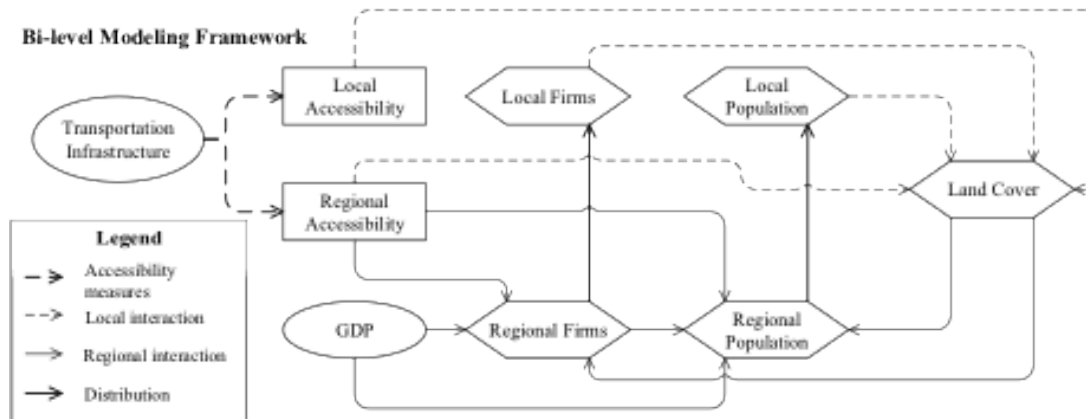 Bi-level Modeling Framework
Local
Accessibility
Local Firms
Local
Population
Transportation
Infrastructure
Land Cover
Regional
Accessibility
Legend
Accessibility
measures
Local interaction
Regional interaction
Distribution
GDP
Regional Firms
Regional
Population